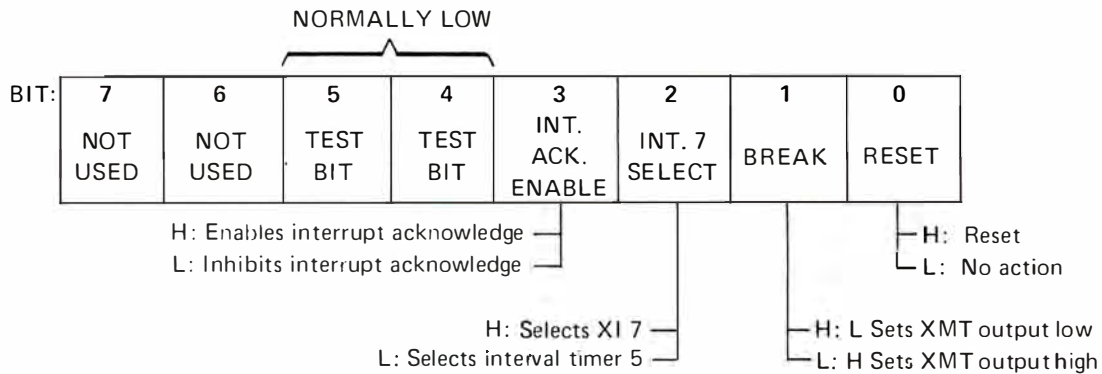 NORMALLY LOW
BIT: 7 6 5 4 3 2 1 0
NOT USED
NOT USED
TEST BIT
TEST BIT
INT. ACK. ENABLE
INT. 7 SELECT
BREAK
RESET
H: Enables interrupt acknowledge
L: Inhibits interrupt acknowledge
H: Reset
L: No action
H: Selects XI 7
L: Selects interval timer 5
H: L Sets XMT output low
L: H Sets XMT output high